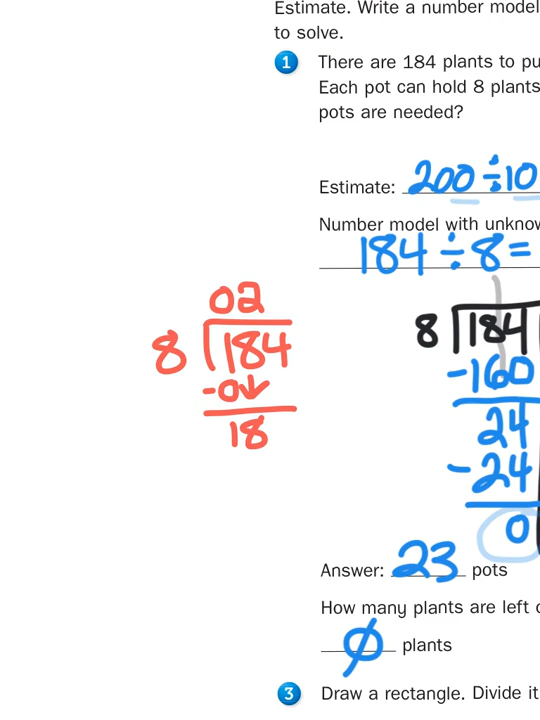 Estimate. Write a number model
to solve.
1 There are 184 plants to pu
Each pot can hold 8 plants
pots are needed?
Estimate: 200 ÷ 10
Number model with unknow
184 ÷ 8 =
02
8 184
-0↓
18
8 184
-160
24
-24
0
Answer: 23 pots
How many plants are left o
0 plants
3 Draw a rectangle. Divide it